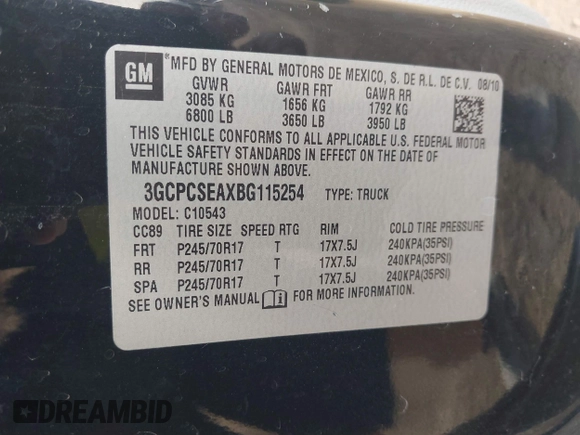 GM
MFD BY GENERAL MOTORS DE MEXICO, S. DE R.L. DE C.V. 08/10
GVWR GAWR FRT GAWR RR
3085 KG 1656 KG 1792 KG
6800 LB 3650 LB 3950 LB
THIS VEHICLE CONFORMS TO ALL APPLICABLE U.S. FEDERAL MOTOR
VEHICLE SAFETY STANDARDS IN EFFECT ON THE DATE OF
MANUFACTURE SHOWN ABOVE.
3GCPCSEAXBG115254 TYPE: TRUCK
MODEL: C10543
CC89 TIRE SIZE SPEED RTG RIM COLD TIRE PRESSURE
FRT P245/70R17 T 17X7.5J 240KPA(35PSI)
RR P245/70R17 T 17X7.5J 240KPA(35PSI)
SPA P245/70R17 T 17X7.5J 240KPA(35PSI)
SEE OWNER'S MANUAL FOR MORE INFORMATION.
DREAMBID